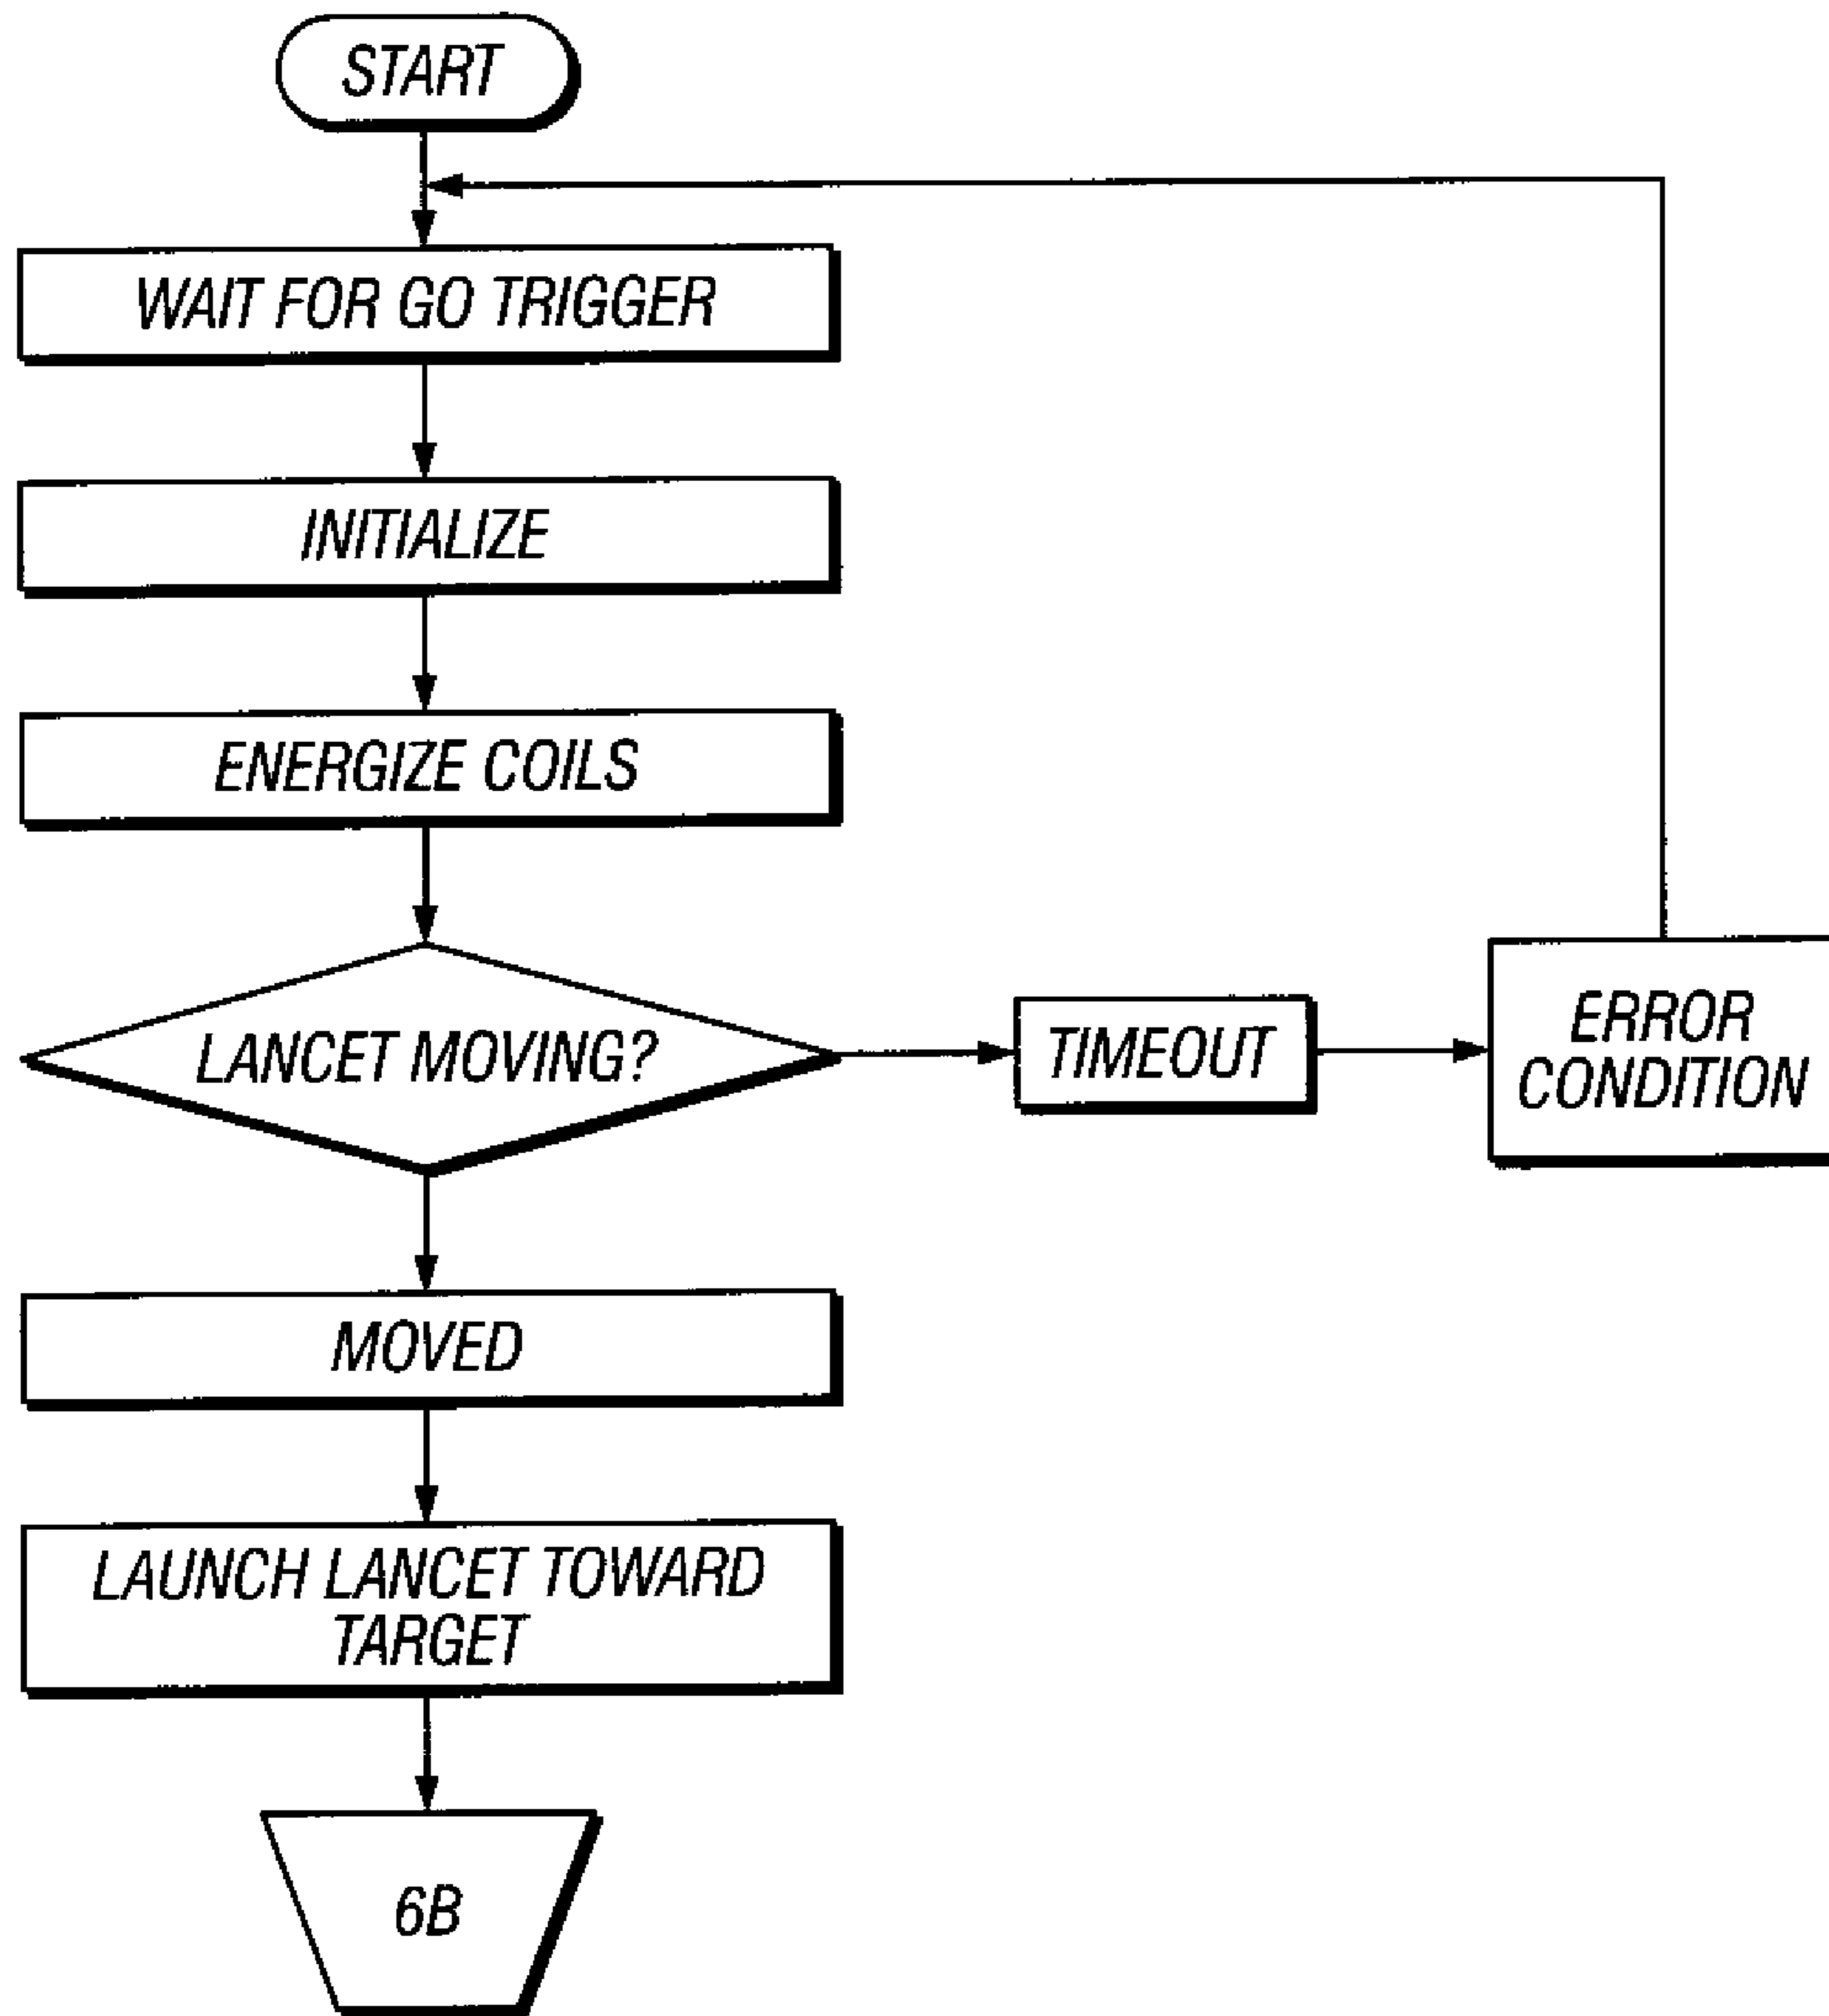 START
WAIT FOR GO TRIGGER
INITIALIZE
ENERGIZE COILS
LANCET MOVING?
TIMEOUT
ERROR
CONDITION
MOVED
LAUNCH LANCET TOWARD
TARGET
6B